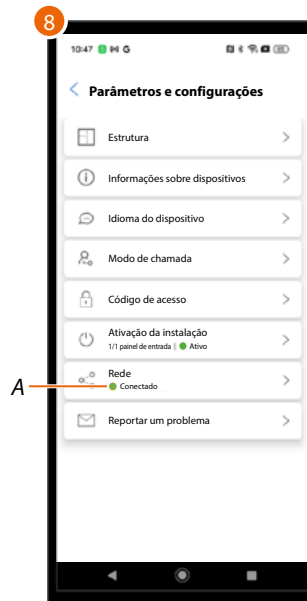 8
10:47
Parâmetros e configurações
Estrutura
Informações sobre dispositivos
Idioma do dispositivo
Modo de chamada
Código de acesso
Ativação da instalação
1/1 painel de entrada | Ativo
Rede
A
Conectado
Reportar um problema